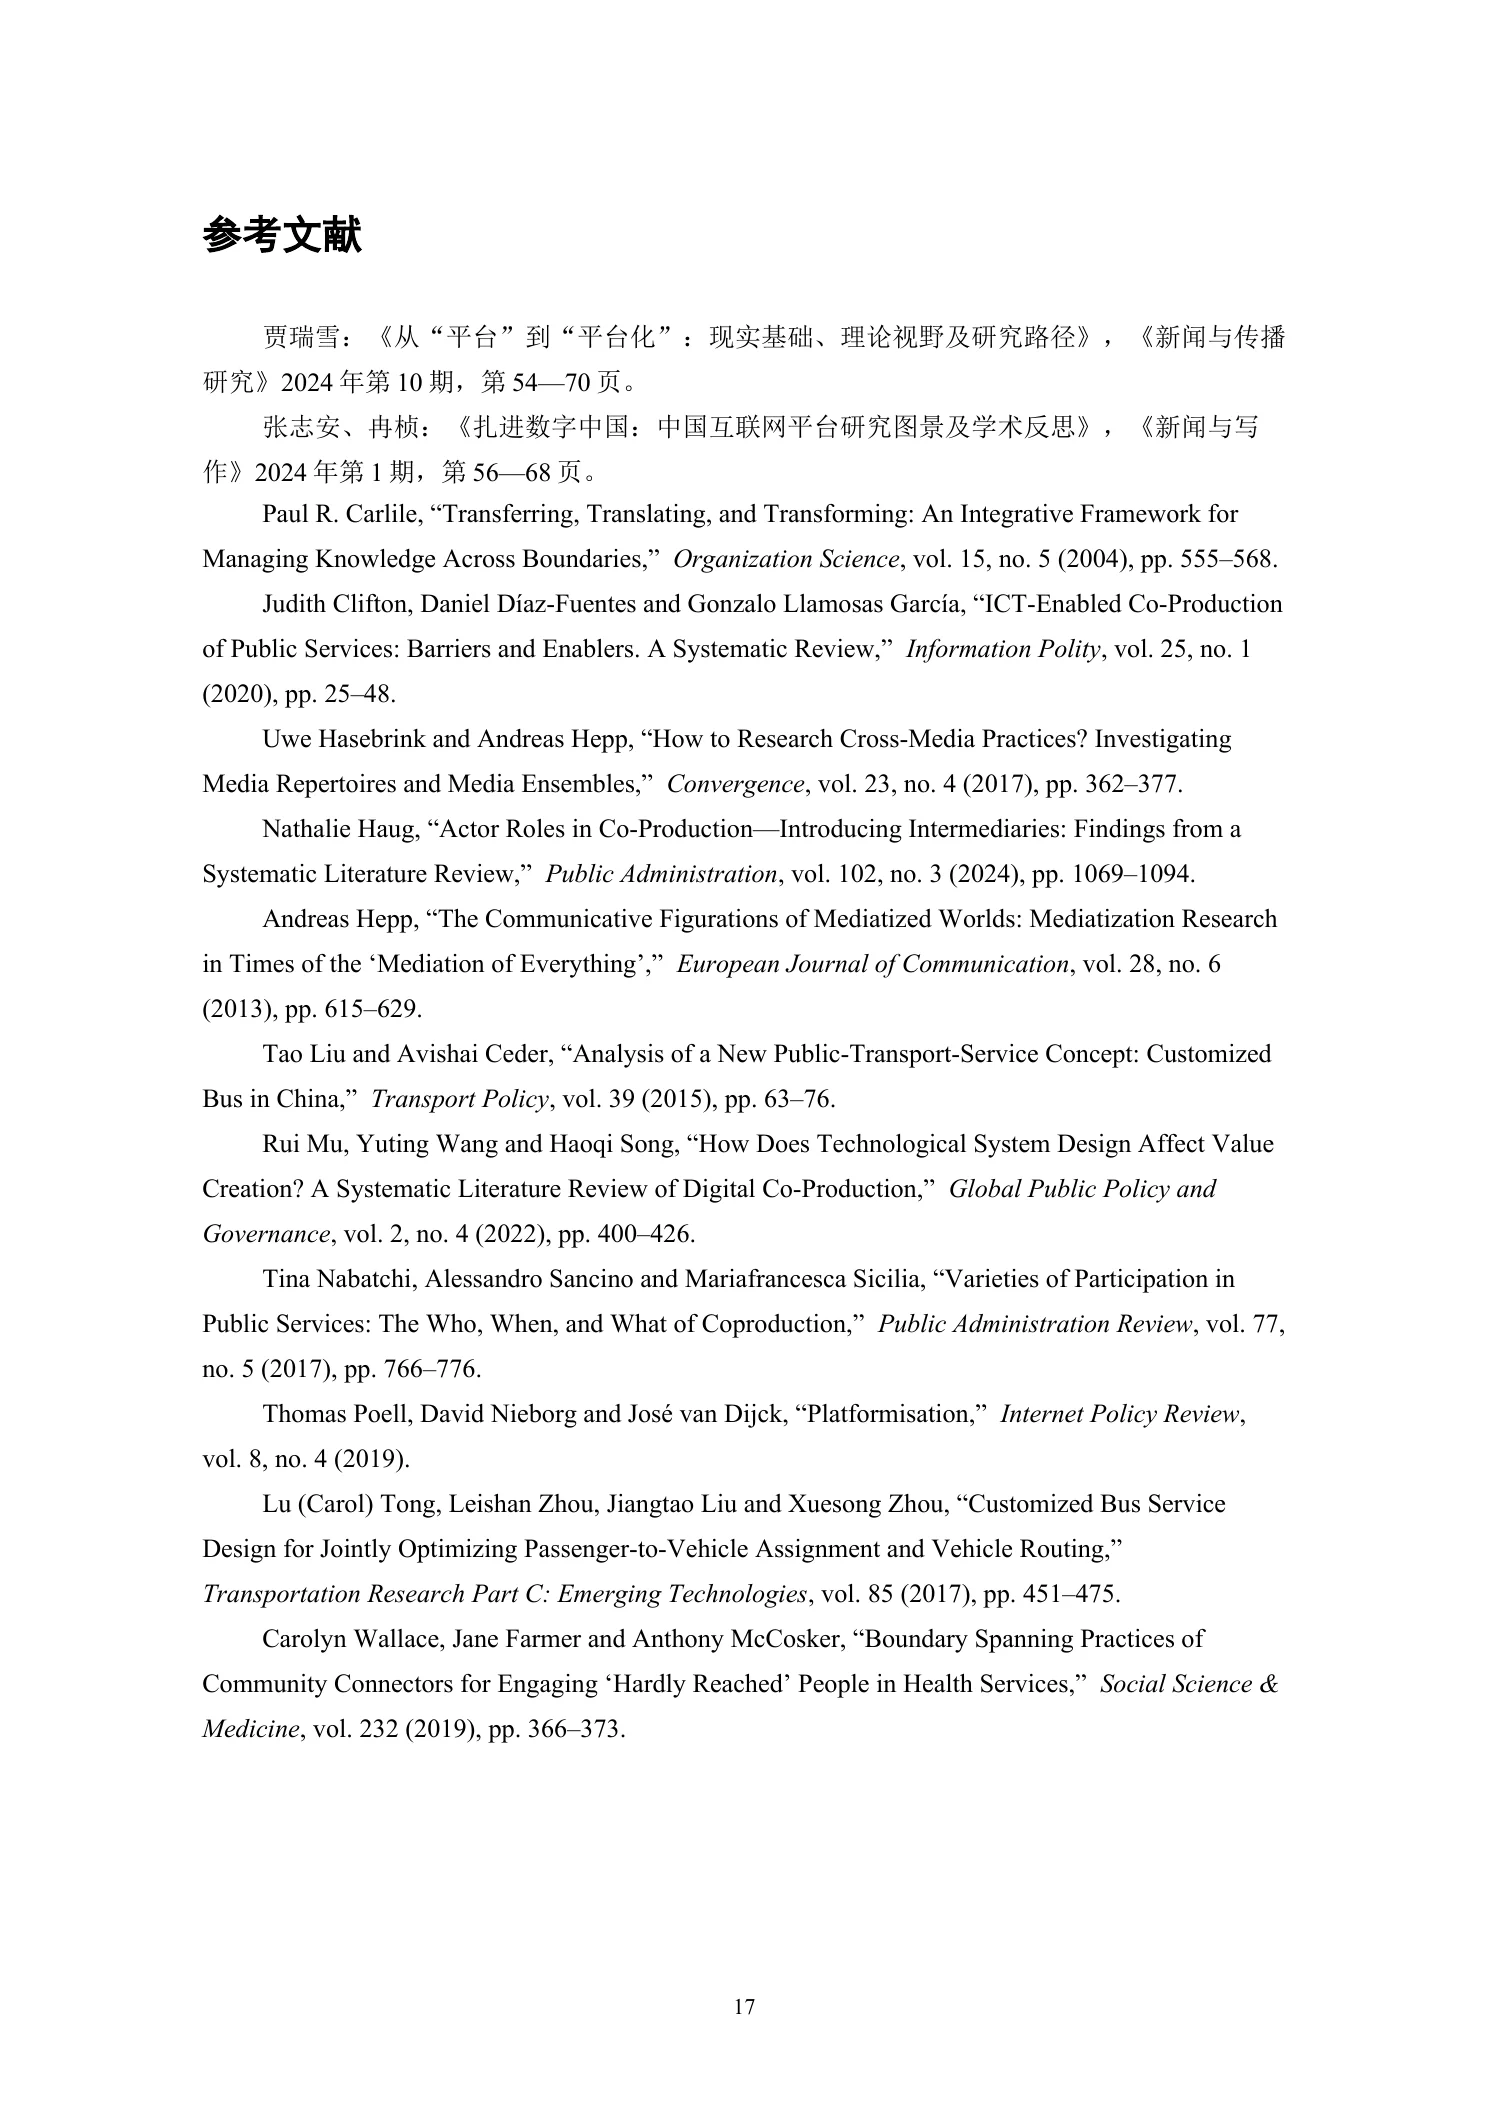 参考文献
贾瑞雪：《从“平台”到“平台化”：现实基础、理论视野及研究路径》，《新闻与传播
研究》2024 年第 10 期，第 54—70 页。
张志安、冉桢：《扎进数字中国：中国互联网平台研究图景及学术反思》，《新闻与写
作》2024 年第 1 期，第 56—68 页。
Paul R. Carlile, “Transferring, Translating, and Transforming: An Integrative Framework for
Managing Knowledge Across Boundaries,” Organization Science, vol. 15, no. 5 (2004), pp. 555–568.
Judith Clifton, Daniel Díaz-Fuentes and Gonzalo Llamosas García, “ICT-Enabled Co-Production
of Public Services: Barriers and Enablers. A Systematic Review,” Information Polity, vol. 25, no. 1
(2020), pp. 25–48.
Uwe Hasebrink and Andreas Hepp, “How to Research Cross-Media Practices? Investigating
Media Repertoires and Media Ensembles,” Convergence, vol. 23, no. 4 (2017), pp. 362–377.
Nathalie Haug, “Actor Roles in Co-Production—Introducing Intermediaries: Findings from a
Systematic Literature Review,” Public Administration, vol. 102, no. 3 (2024), pp. 1069–1094.
Andreas Hepp, “The Communicative Figurations of Mediatized Worlds: Mediatization Research
in Times of the ‘Mediation of Everything’,” European Journal of Communication, vol. 28, no. 6
(2013), pp. 615–629.
Tao Liu and Avishai Ceder, “Analysis of a New Public-Transport-Service Concept: Customized
Bus in China,” Transport Policy, vol. 39 (2015), pp. 63–76.
Rui Mu, Yuting Wang and Haoqi Song, “How Does Technological System Design Affect Value
Creation? A Systematic Literature Review of Digital Co-Production,” Global Public Policy and
Governance, vol. 2, no. 4 (2022), pp. 400–426.
Tina Nabatchi, Alessandro Sancino and Mariafrancesca Sicilia, “Varieties of Participation in
Public Services: The Who, When, and What of Coproduction,” Public Administration Review, vol. 77,
no. 5 (2017), pp. 766–776.
Thomas Poell, David Nieborg and José van Dijck, “Platformisation,” Internet Policy Review,
vol. 8, no. 4 (2019).
Lu (Carol) Tong, Leishan Zhou, Jiangtao Liu and Xuesong Zhou, “Customized Bus Service
Design for Jointly Optimizing Passenger-to-Vehicle Assignment and Vehicle Routing,”
Transportation Research Part C: Emerging Technologies, vol. 85 (2017), pp. 451–475.
Carolyn Wallace, Jane Farmer and Anthony McCosker, “Boundary Spanning Practices of
Community Connectors for Engaging ‘Hardly Reached’ People in Health Services,” Social Science &
Medicine, vol. 232 (2019), pp. 366–373.
17